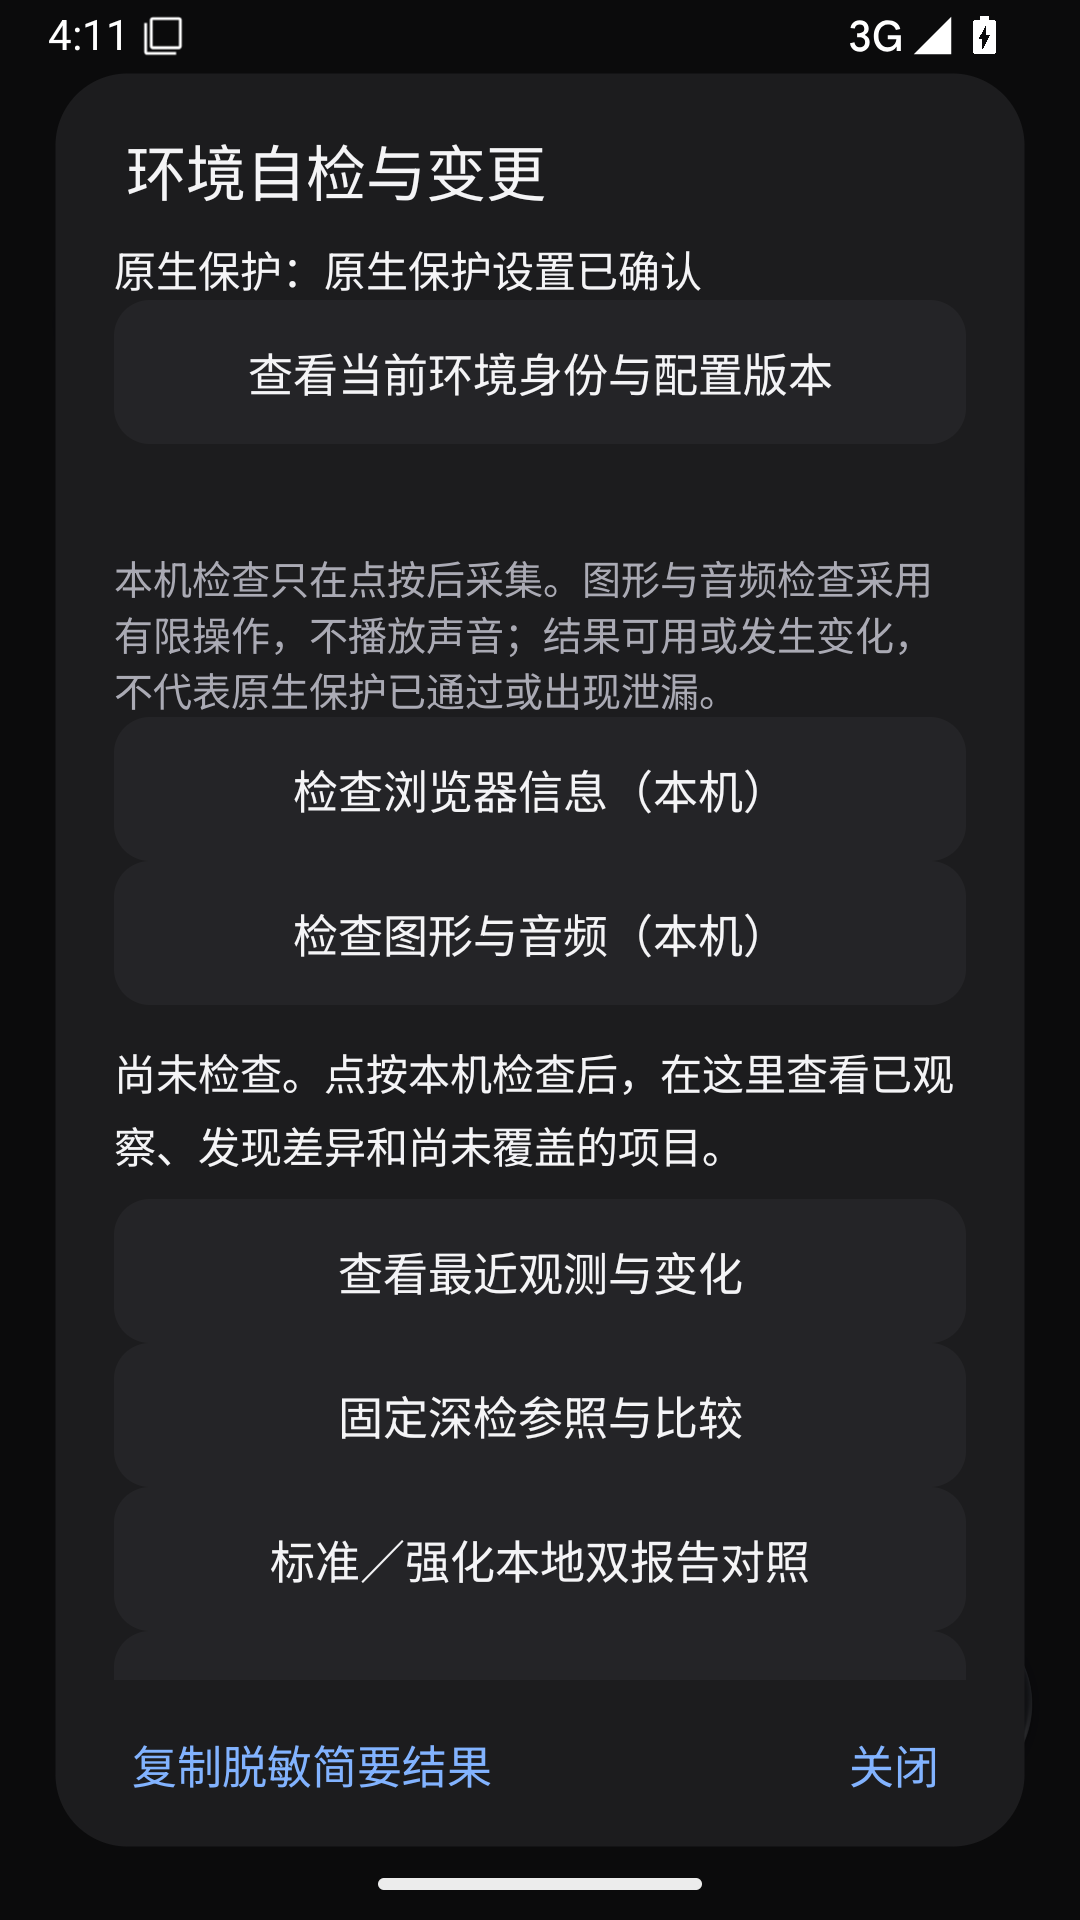 4:11
3G
环境自检与变更
原生保护：原生保护设置已确认
查看当前环境身份与配置版本
本机检查只在点按后采集。图形与音频检查采用
有限操作，不播放声音；结果可用或发生变化，
不代表原生保护已通过或出现泄漏。
检查浏览器信息（本机）
检查图形与音频（本机）
尚未检查。点按本机检查后，在这里查看已观
察、发现差异和尚未覆盖的项目。
查看最近观测与变化
固定深检参照与比较
标准／强化本地双报告对照
复制脱敏简要结果
关闭